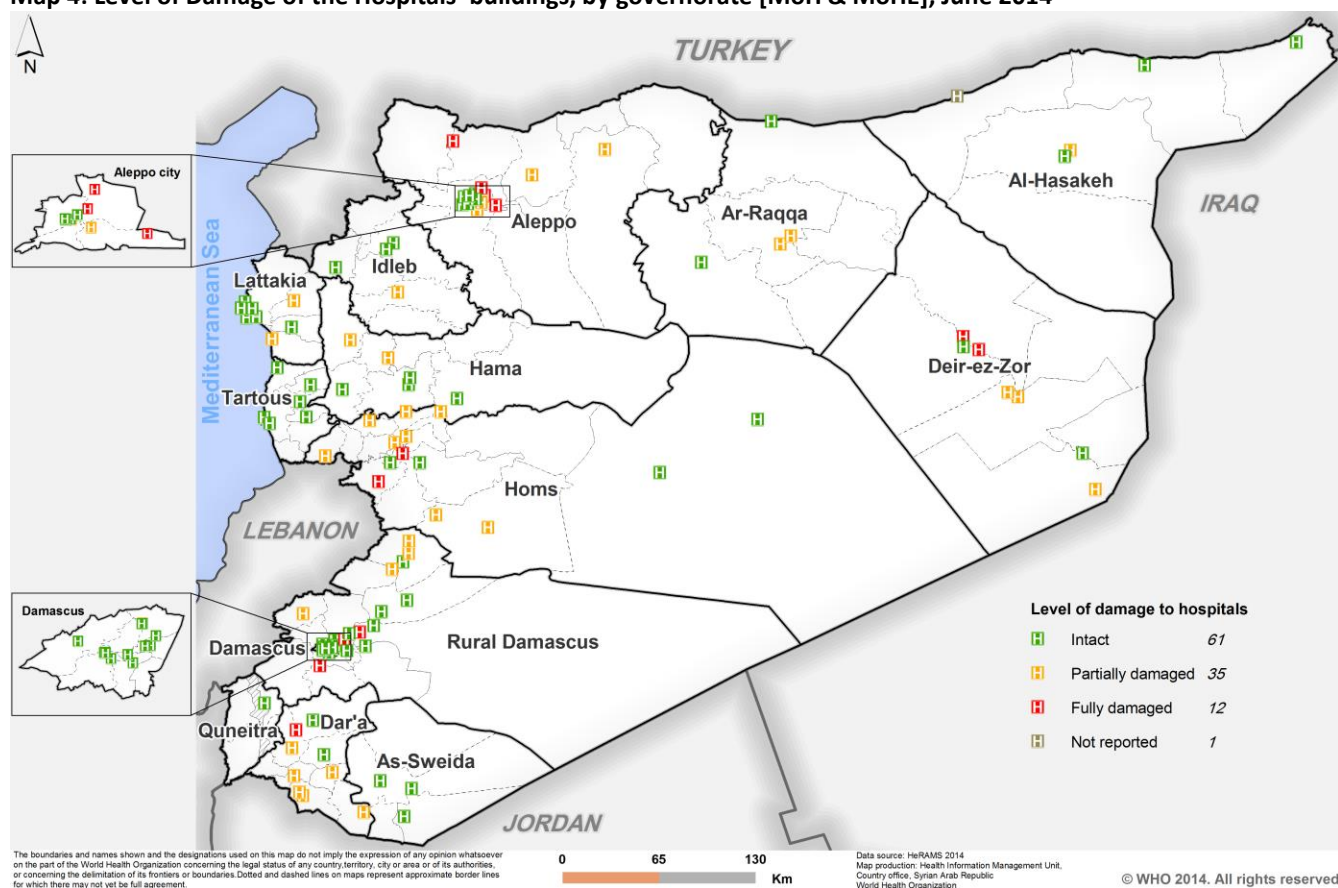 Map 4: Level of Damage of the Hospitals' buildings, by governorate [MoH & MoHE], June 2014
N
TURKEY
Aleppo city
Al-Hasakeh
IRAQ
Ar-Raqqa
Aleppo
Mediterranean Sea
Idleb
Lattakia
Deir-ez-Zor
Hama
Tartous
Homs
LEBANON
Damascus
Level of damage to hospitals
Intact 61
Partially damaged 35
Fully damaged 12
Not reported 1
Rural Damascus
Damascus
Quneitra
Dar'a
As-Sweida
JORDAN
The boundaries and names shown and the designations used on this map do not imply the expression of any opinion whatsoever
on the part of the World Health Organization concerning the legal status of any country,territory, city or area or of its authorities,
or concerning the delimitation of its frontiers or boundaries.Dotted and dashed lines on maps represent approximate border lines
for which there may not yet be full agreement.
0 65 130
Km
Data source: HeRAMS 2014
Map production: Health Information Management Unit,
Country office, Syrian Arab Republic
World Health Organization
© WHO 2014. All rights reserved